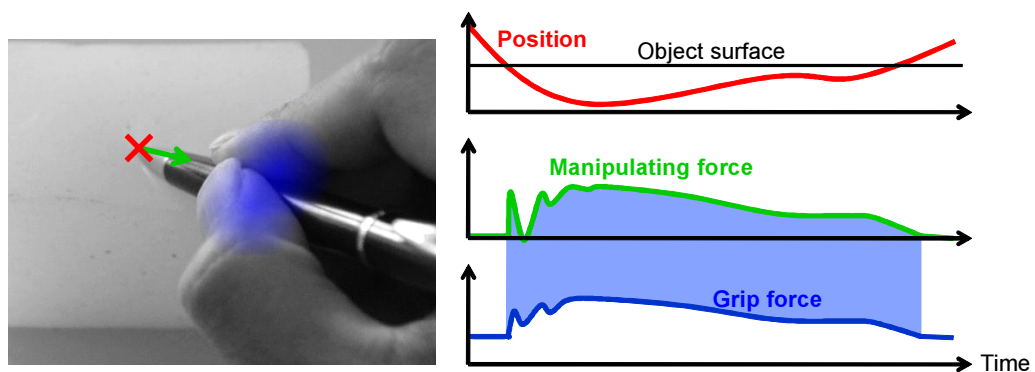 Position
Object surface
Manipulating force
Grip force
Time